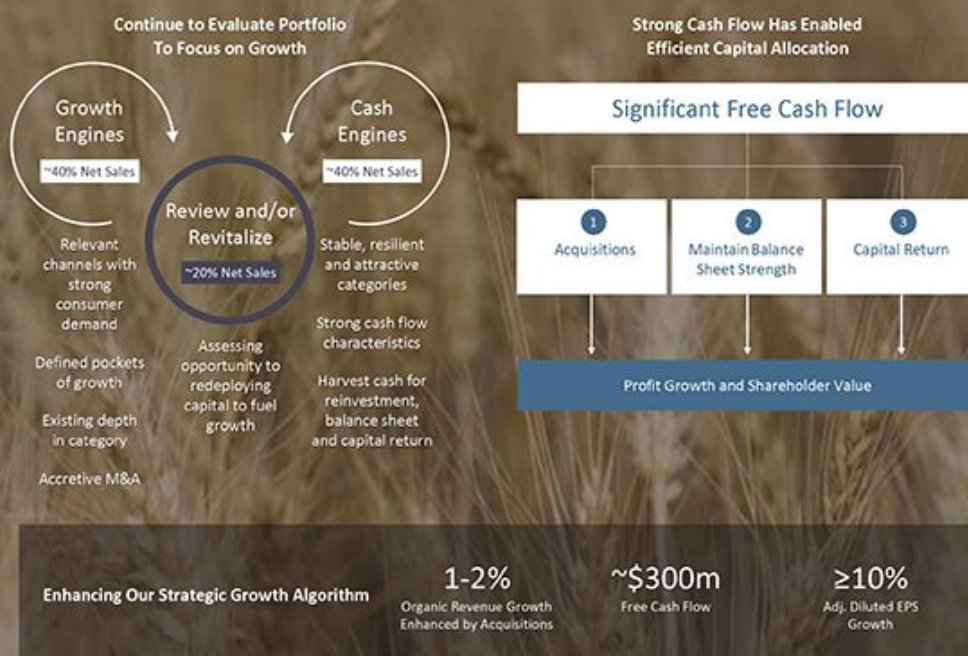 Continue to Evaluate Portfolio
To Focus on Growth
Growth
Engines
~40% Net Sales
Relevant
channels with
strong
consumer
demand
Defined pockets
of growth
Existing depth
in category
Accretive M&A
Review and/or
Revitalize
~20% Net Sales
Assessing
opportunity to
redeploying
capital to fuel
growth
Cash
Engines
~40% Net Sales
Stable, resilient
and attractive
categories
Strong cash flow
characteristics
Harvest cash for
reinvestment,
balance sheet
and capital return
Strong Cash Flow Has Enabled
Efficient Capital Allocation
Significant Free Cash Flow
1
Acquisitions
2
Maintain Balance
Sheet Strength
3
Capital Return
Profit Growth and Shareholder Value
Enhancing Our Strategic Growth Algorithm
1-2%
Organic Revenue Growth
Enhanced by Acquisitions
~$300m
Free Cash Flow
≥10%
Adj. Diluted EPS
Growth